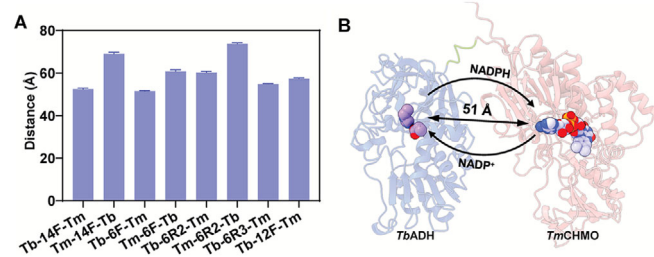 A
Distance (Å)
80
60
40
20
0
Tb-14F-Tm
Tm-14F-Tb
Tb-6F-Tm
Tm-6F-Tb
Tb-6R2-Tm
Tm-6R2-Tb
Tb-6R3-Tm
Tb-12F-Tm
B
NADPH
51 Å
NADP+
TbADH
TmCHMO